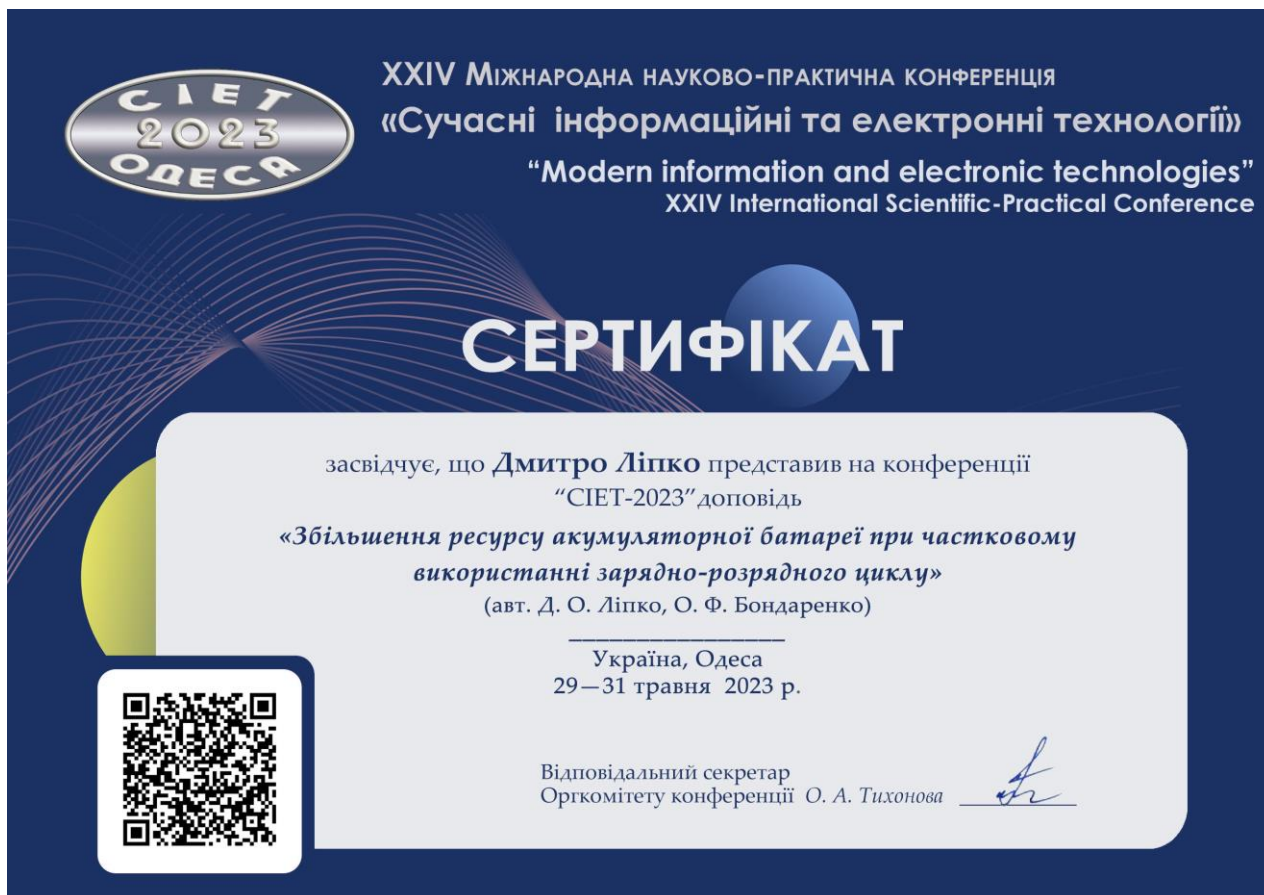 СІЕТ
2023
ОДЕСА
XXIV Міжнародна науково-практична конференція
«Сучасні інформаційні та електронні технології»
“Modern information and electronic technologies”
XXIV International Scientific-Practical Conference
СЕРТИФІКАТ
засвідчує, що Дмитро Ліпко представив на конференції
“СІЕТ-2023”доповідь
«Збільшення ресурсу акумуляторної батареї при частковому
використанні зарядно-розрядного циклу»
(авт. Д. О. Ліпко, О. Ф. Бондаренко)
Україна, Одеса
29—31 травня 2023 р.
Відповідальний секретар
Оргкомітету конференції О. А. Тихонова